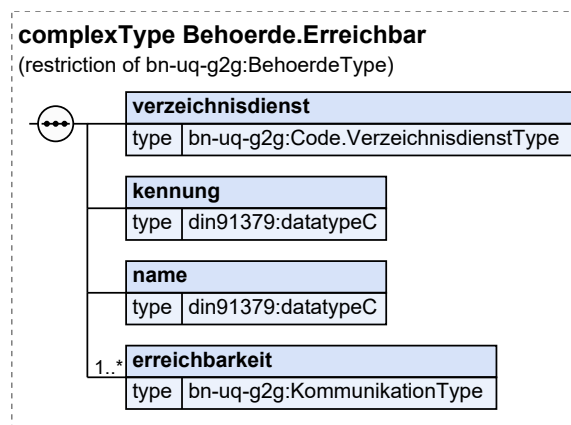 complexType Behoerde.Erreichbar
(restriction of bn-uq-g2g:BehoerdeType)
verzeichnisdienst
type bn-uq-g2g:Code.VerzeichnisdienstType
kennung
type din91379:datatypeC
name
type din91379:datatypeC
1..* erreichbarkeit
type bn-uq-g2g:KommunikationType